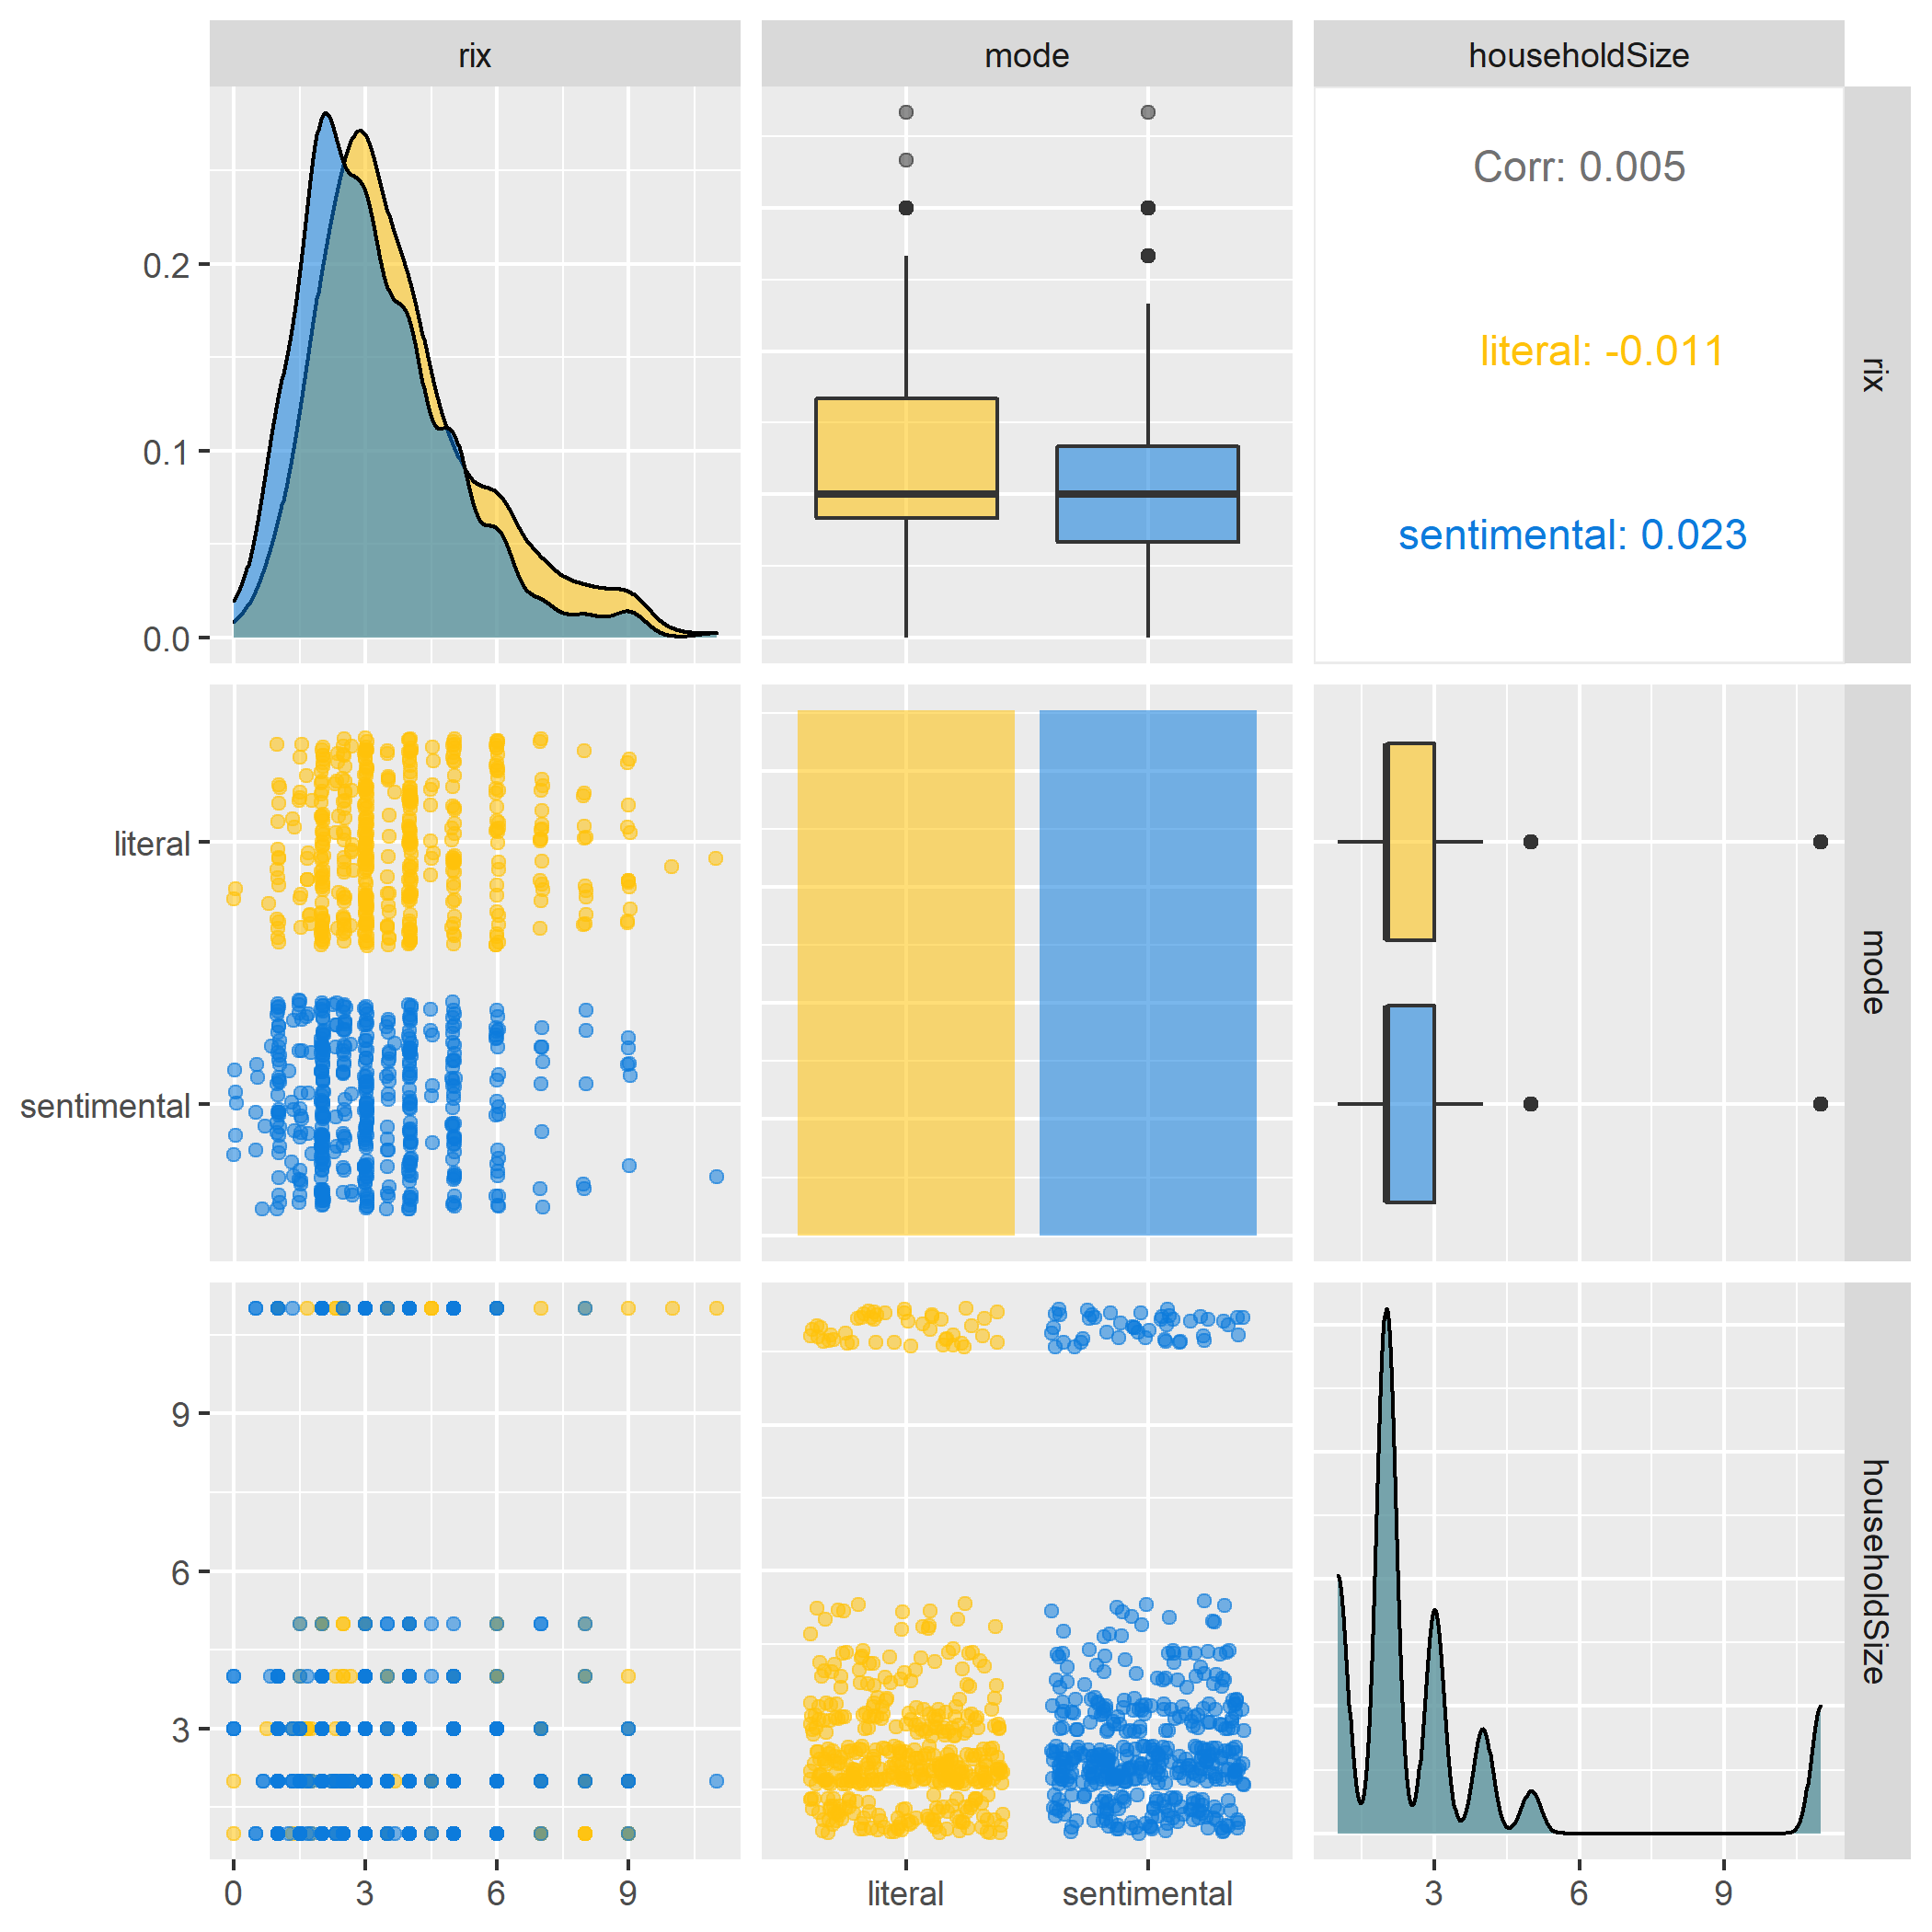 rix
mode
householdSize
0.2
0.1
0.0
Corr: 0.005
literal: -0.011
sentimental: 0.023
rix
literal
sentimental
mode
9
6
3
householdSize
0
3
6
9
literal
sentimental
3
6
9